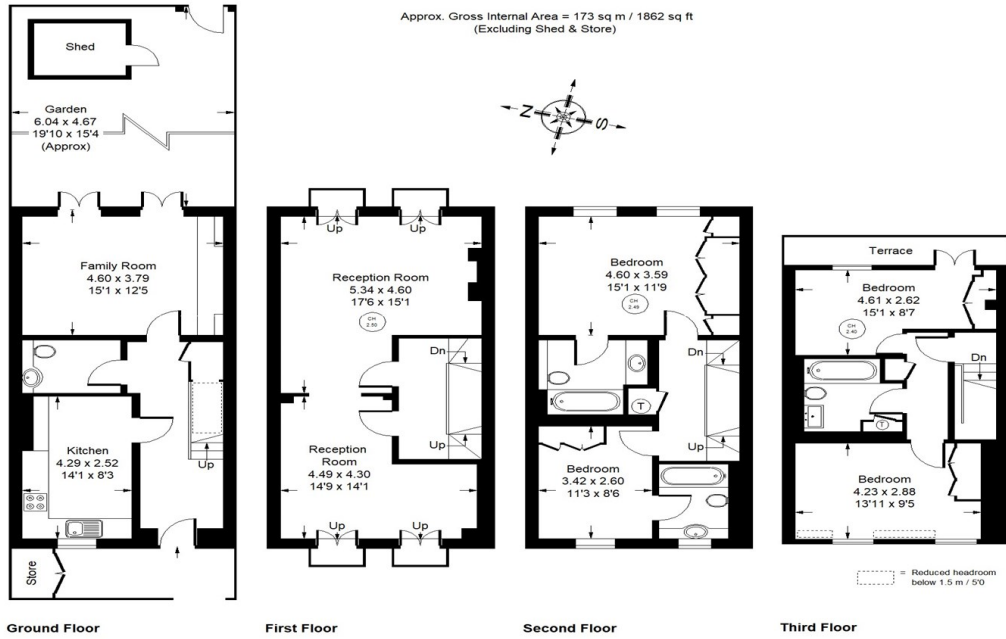 Approx. Gross Internal Area = 173 sq m / 1862 sq ft
(Excluding Shed & Store)
N
S
Shed
Garden
6.04 x 4.67
19'10 x 15'4
(Approx)
Family Room
4.60 x 3.79
15'1 x 12'5
Kitchen
4.29 x 2.52
14'1 x 8'3
Up
Store
Ground Floor
Up
Up
Reception Room
5.34 x 4.60
17'6 x 15'1
CH
2.50
Dn
Up
Reception
Room
4.49 x 4.30
14'9 x 14'1
Up
Up
First Floor
Bedroom
4.60 x 3.59
15'1 x 11'9
CH
2.49
Dn
T
Up
Bedroom
3.42 x 2.60
11'3 x 8'6
Second Floor
Terrace
Bedroom
4.61 x 2.62
15'1 x 8'7
CH
2.40
Dn
T
Bedroom
4.23 x 2.88
13'11 x 9'5
= Reduced headroom
below 1.5 m / 5'0
Third Floor